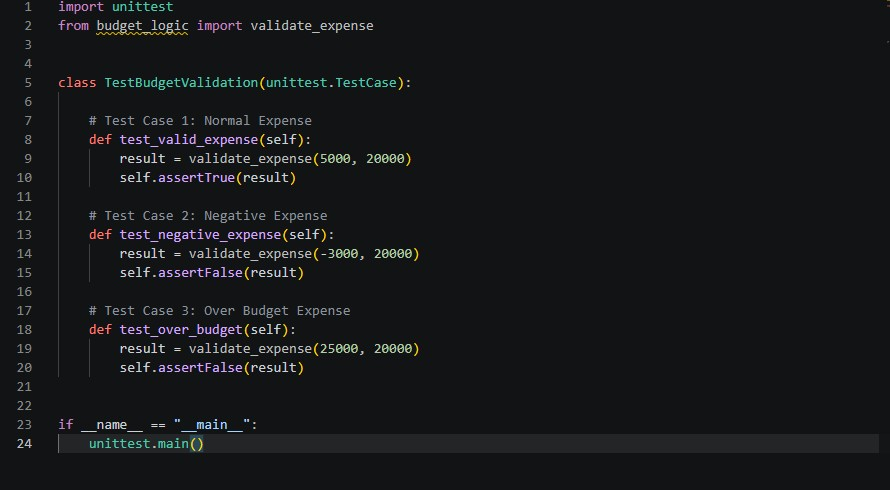 1 import unittest
2 from budget_logic import validate_expense
3
4
5 class TestBudgetValidation(unittest.TestCase):
6
7     # Test Case 1: Normal Expense
8     def test_valid_expense(self):
9         result = validate_expense(5000, 20000)
10         self.assertTrue(result)
11
12     # Test Case 2: Negative Expense
13     def test_negative_expense(self):
14         result = validate_expense(-3000, 20000)
15         self.assertFalse(result)
16
17     # Test Case 3: Over Budget Expense
18     def test_over_budget(self):
19         result = validate_expense(25000, 20000)
20         self.assertFalse(result)
21
22
23 if __name__ == "__main__":
24     unittest.main()